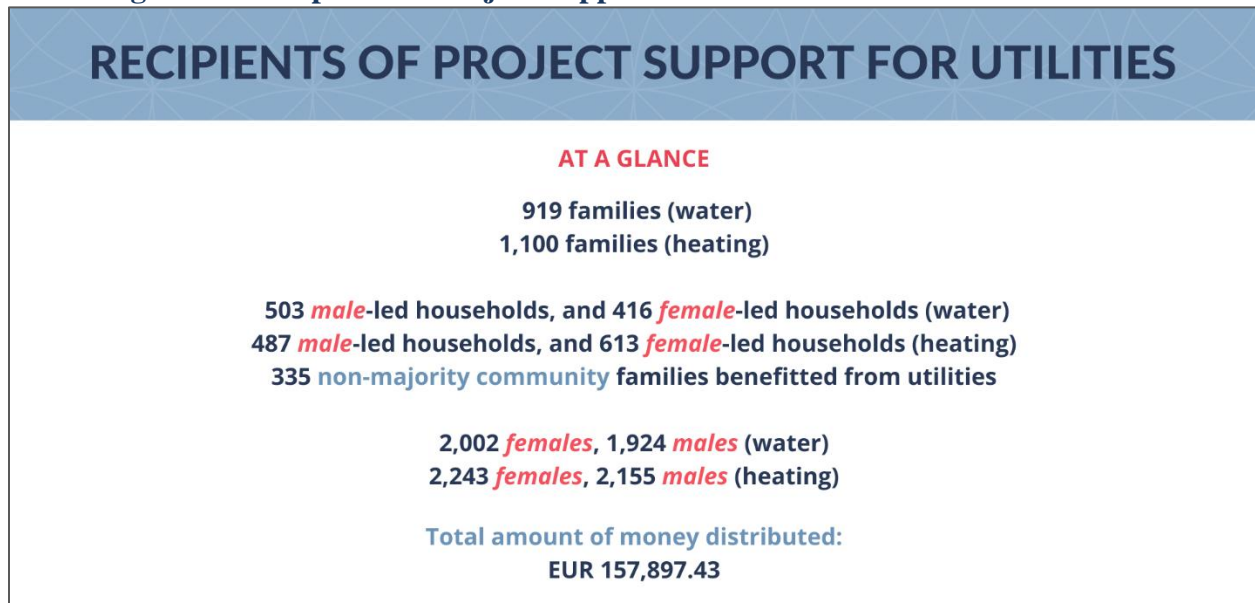 RECIPIENTS OF PROJECT SUPPORT FOR UTILITIES
AT A GLANCE
919 families (water)
1,100 families (heating)
503 male-led households, and 416 female-led households (water)
487 male-led households, and 613 female-led households (heating)
335 non-majority community families benefitted from utilities
2,002 females, 1,924 males (water)
2,243 females, 2,155 males (heating)
Total amount of money distributed:
EUR 157,897.43